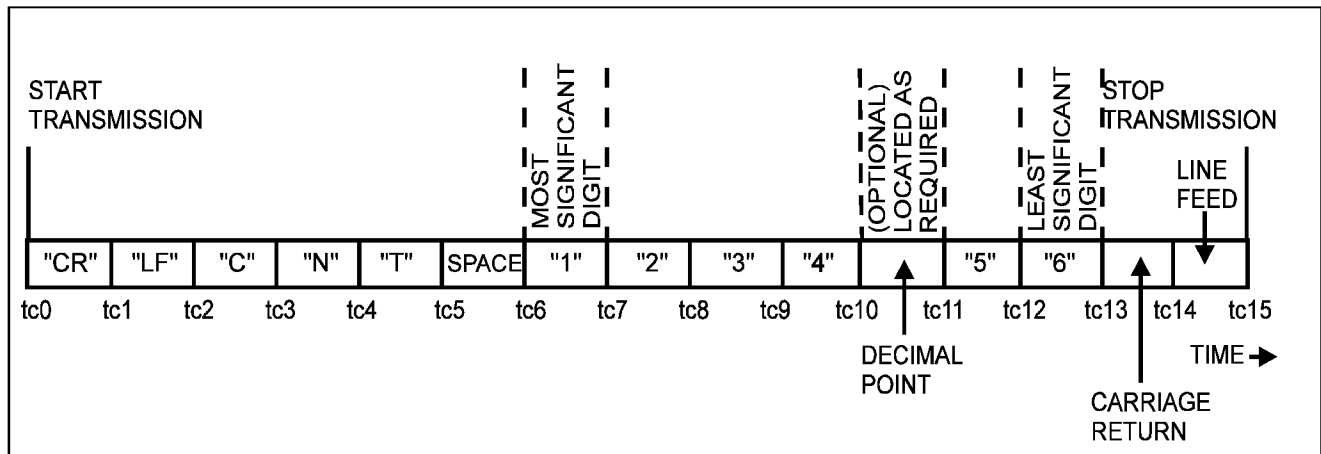 START
TRANSMISSION
MOST
SIGNIFICANT
DIGIT
(OPTIONAL)
LOCATED AS
REQUIRED
LEAST
SIGNIFICANT
DIGIT
STOP
TRANSMISSION
LINE
FEED
"CR" "LF" "C" "N" "T" SPACE "1" "2" "3" "4" "5" "6"
tc0 tc1 tc2 tc3 tc4 tc5 tc6 tc7 tc8 tc9 tc10 tc11 tc12 tc13 tc14 tc15
DECIMAL
POINT
TIME
CARRIAGE
RETURN